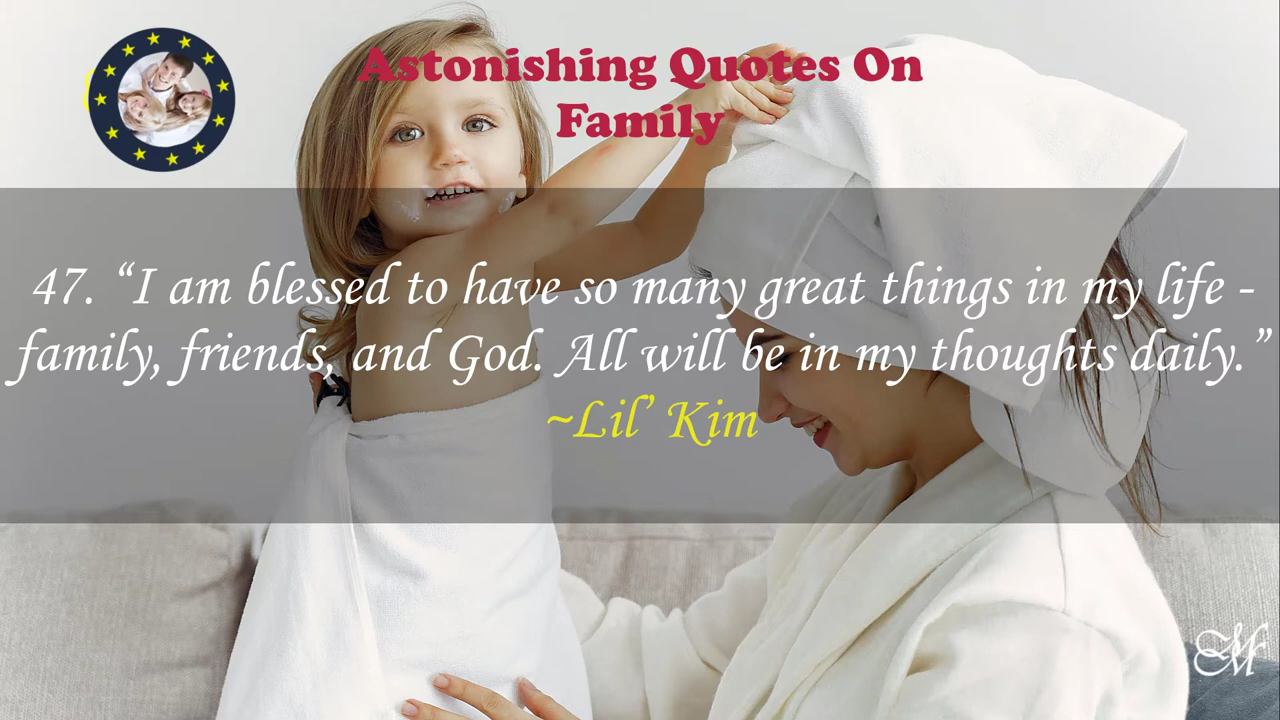 Astonishing Quotes On
Family
47. “I am blessed to have so many great things in my life -
family, friends, and God. All will be in my thoughts daily.”
~Lil’ Kim